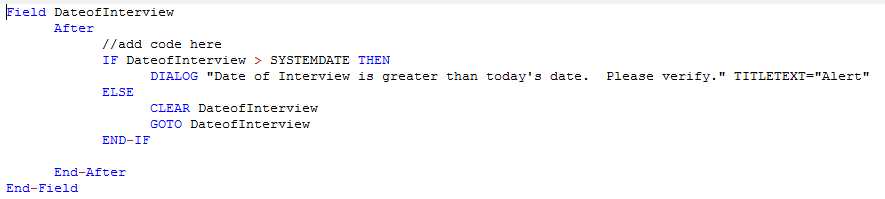 Field DateofInterview
After
//add code here
IF DateofInterview > SYSTEMDATE THEN
DIALOG "Date of Interview is greater than today's date.  Please verify." TITLETEXT="Alert"
ELSE
CLEAR DateofInterview
GOTO DateofInterview
END-IF
End-After
End-Field